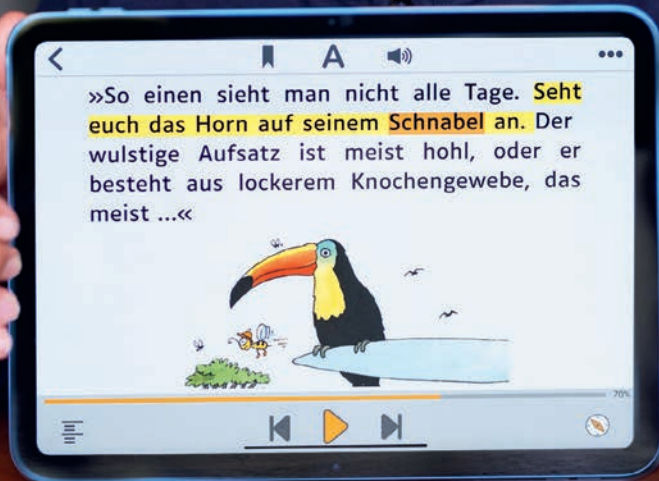 A
»So einen sieht man nicht alle Tage. Seht
euch das Horn auf seinem Schnabel an. Der
wulstige Aufsatz ist meist hohl, oder er
besteht aus lockerem Knochengewebe, das
meist ...«
70%